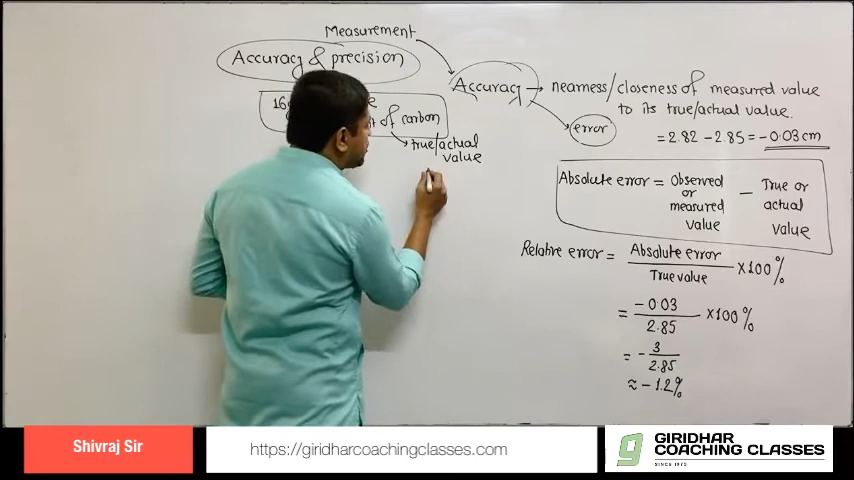 Measurement
Accuracy & precision
of carbon
true/actual
value
Accuracy → nearness/closeness of measured value
to its true/actual value.
error
= 2.82 - 2.85 = -0.03 cm
Absolute error = Observed or measured value - True or actual value
Relative error = Absolute error / True value × 100%
= -0.03 / 2.85 × 100%
= - 3 / 2.85
≈ - 1.2%
Shivraj Sir
https://giridharcoachingclasses.com
GIRIDHAR
COACHING CLASSES
SINCE 1972